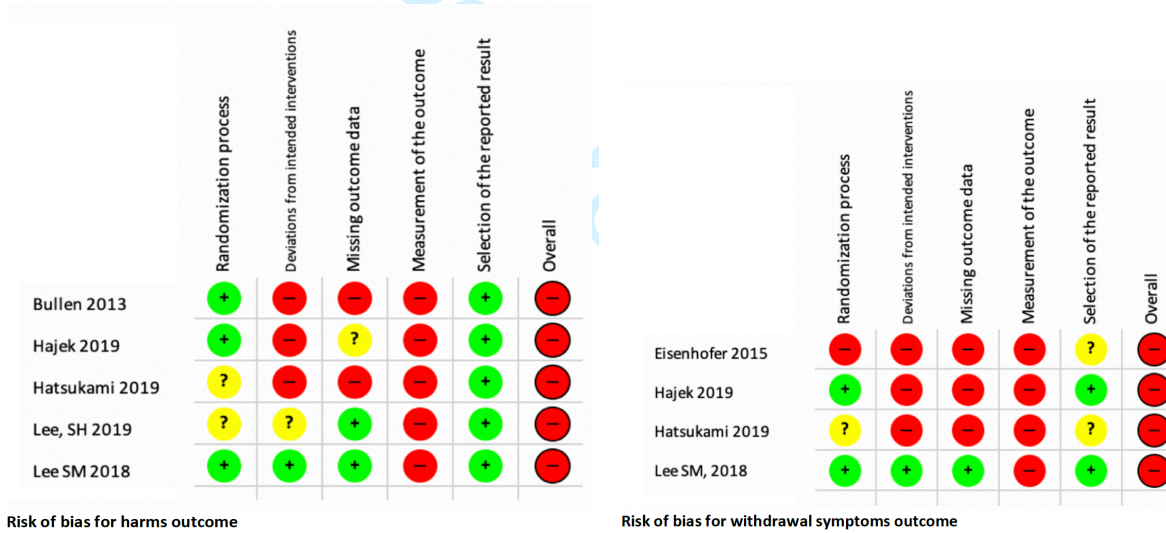 Randomization process
Deviations from intended interventions
Missing outcome data
Measurement of the outcome
Selection of the reported result
Overall
Bullen 2013 + − − − + −
Hajek 2019 + − ? − + −
Hatsukami 2019 ? − − − + −
Lee, SH 2019 ? ? + − + −
Lee SM 2018 + + + − + −
Risk of bias for harms outcome
Randomization process
Deviations from intended interventions
Missing outcome data
Measurement of the outcome
Selection of the reported result
Overall
Eisenhofer 2015 − − − − ? −
Hajek 2019 + − − − + −
Hatsukami 2019 ? − − − ? −
Lee SM, 2018 + + + − + −
Risk of bias for withdrawal symptoms outcome